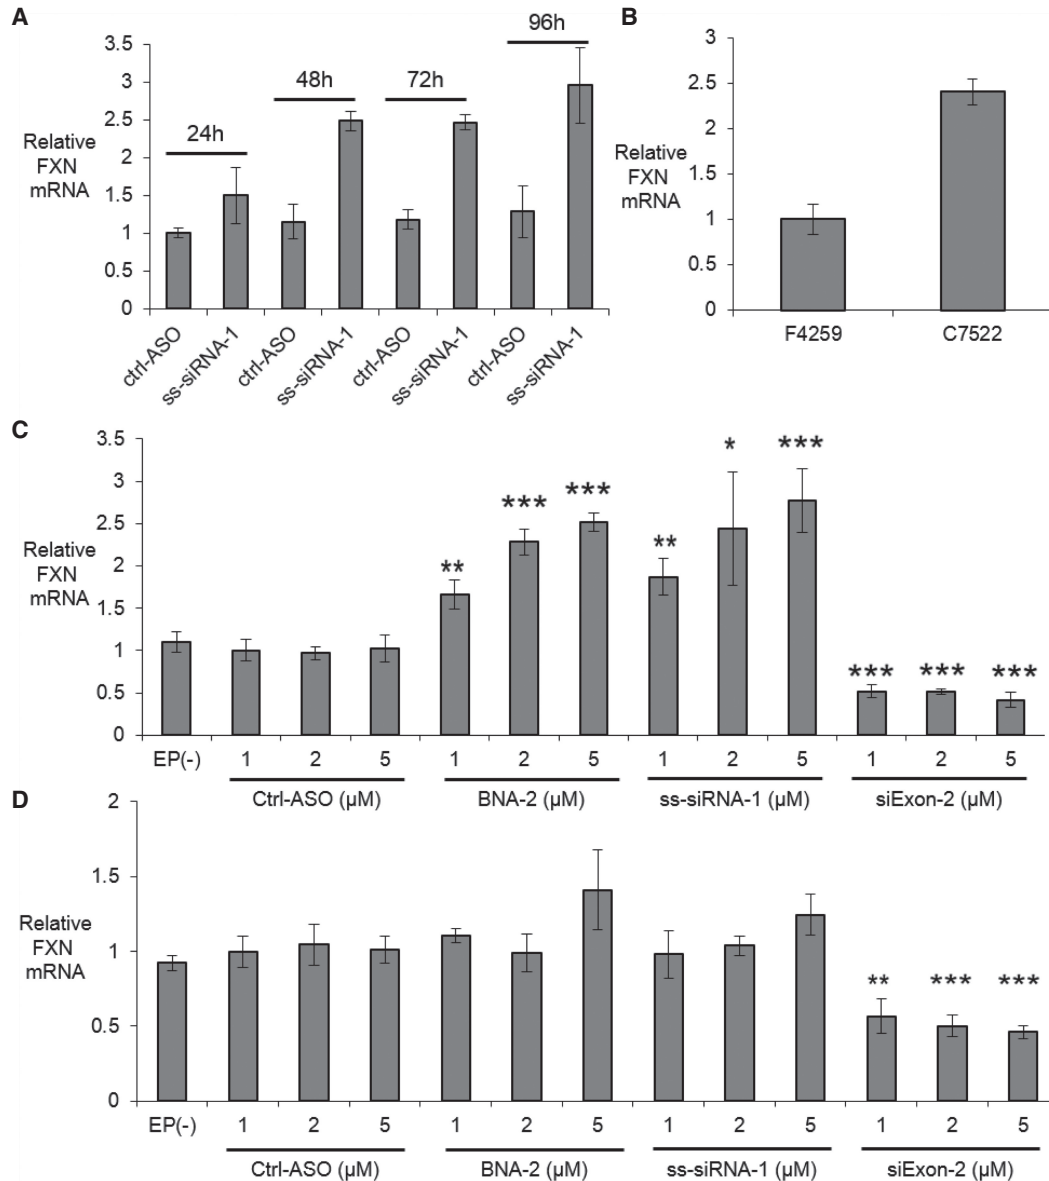 A
Relative
FXN
mRNA
3.5
3
2.5
2
1.5
1
0.5
0
24h
48h
72h
96h
ctrl-ASO
ss-siRNA-1
ctrl-ASO
ss-siRNA-1
ctrl-ASO
ss-siRNA-1
ctrl-ASO
ss-siRNA-1
B
Relative
FXN
mRNA
3
2.5
2
1.5
1
0.5
0
F4259 C7522
C
Relative
FXN
mRNA
3.5
3
2.5
2
1.5
1
0.5
0
** *** *** ** * *** *** *** ***
EP(-) 1 2 5 1 2 5 1 2 5 1 2 5
Ctrl-ASO (µM) BNA-2 (µM) ss-siRNA-1 (µM) siExon-2 (µM)
D
Relative
FXN
mRNA
2
1.5
1
0.5
0
** *** ***
EP(-) 1 2 5 1 2 5 1 2 5 1 2 5
Ctrl-ASO (µM) BNA-2 (µM) ss-siRNA-1 (µM) siExon-2 (µM)